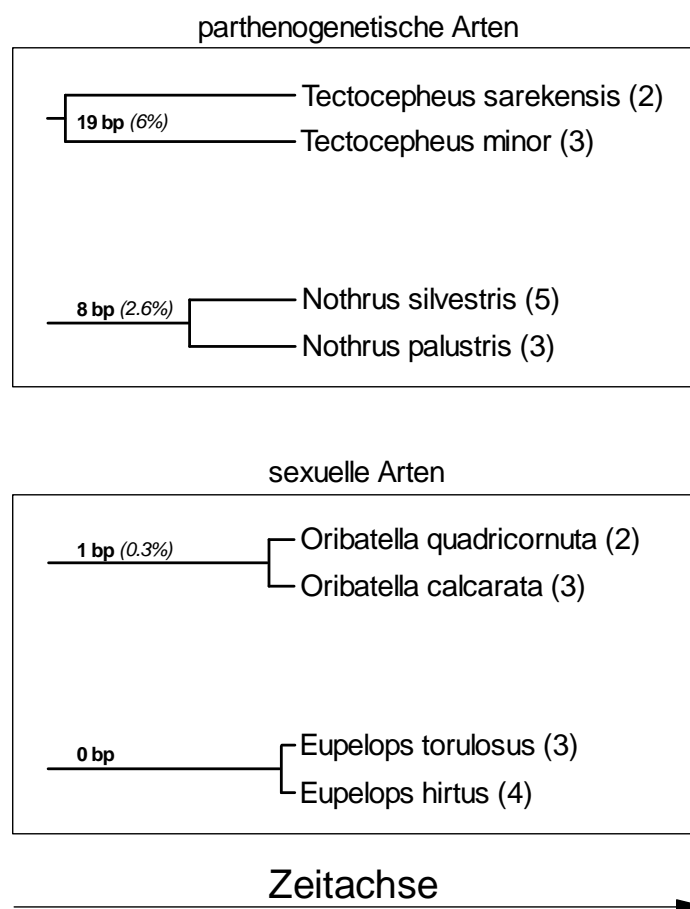 parthenogenetische Arten
Tectocepheus sarekensis (2)
19 bp (6%)
Tectocepheus minor (3)
Nothrus silvestris (5)
8 bp (2.6%)
Nothrus palustris (3)
sexuelle Arten
Oribatella quadricornuta (2)
1 bp (0.3%)
Oribatella calcarata (3)
Eupelops torulosus (3)
0 bp
Eupelops hirtus (4)
Zeitachse